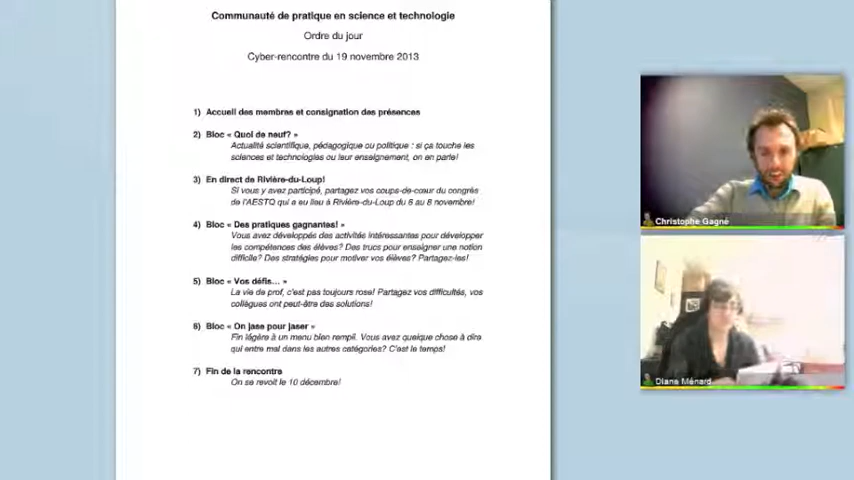 Communauté de pratique en science et technologie
Ordre du jour
Cyber-rencontre du 19 novembre 2013
1) Accueil des membres et consignation des présences
2) Bloc « Quoi de neuf? »
Actualité scientifique, pédagogique ou politique : si ça touche les
sciences et technologies ou leur enseignement, on en parle!
3) En direct de Rivière-du-Loup!
Si vous y avez participé, partagez vos coups-de-cœur du congrès
de l'AESTQ qui a eu lieu à Rivière-du-Loup du 6 au 8 novembre!
4) Bloc « Des pratiques gagnantes! »
Vous avez développés des activités intéressantes pour développer
les compétences des élèves? Des trucs pour enseigner une notion
difficile? Des stratégies pour motiver vos élèves? Partagez-les!
5) Bloc « Vos défis... »
La vie de prof, c'est pas toujours rose! Partagez vos difficultés, vos
collègues ont peut-être des solutions!
6) Bloc « On jase pour jaser »
Fin légère à un menu bien rempli. Vous avez quelque chose à dire
qui entre mal dans les autres catégories? C'est le temps!
7) Fin de la rencontre
On se revoit le 10 décembre!
Christophe Gagné
Diane Ménard